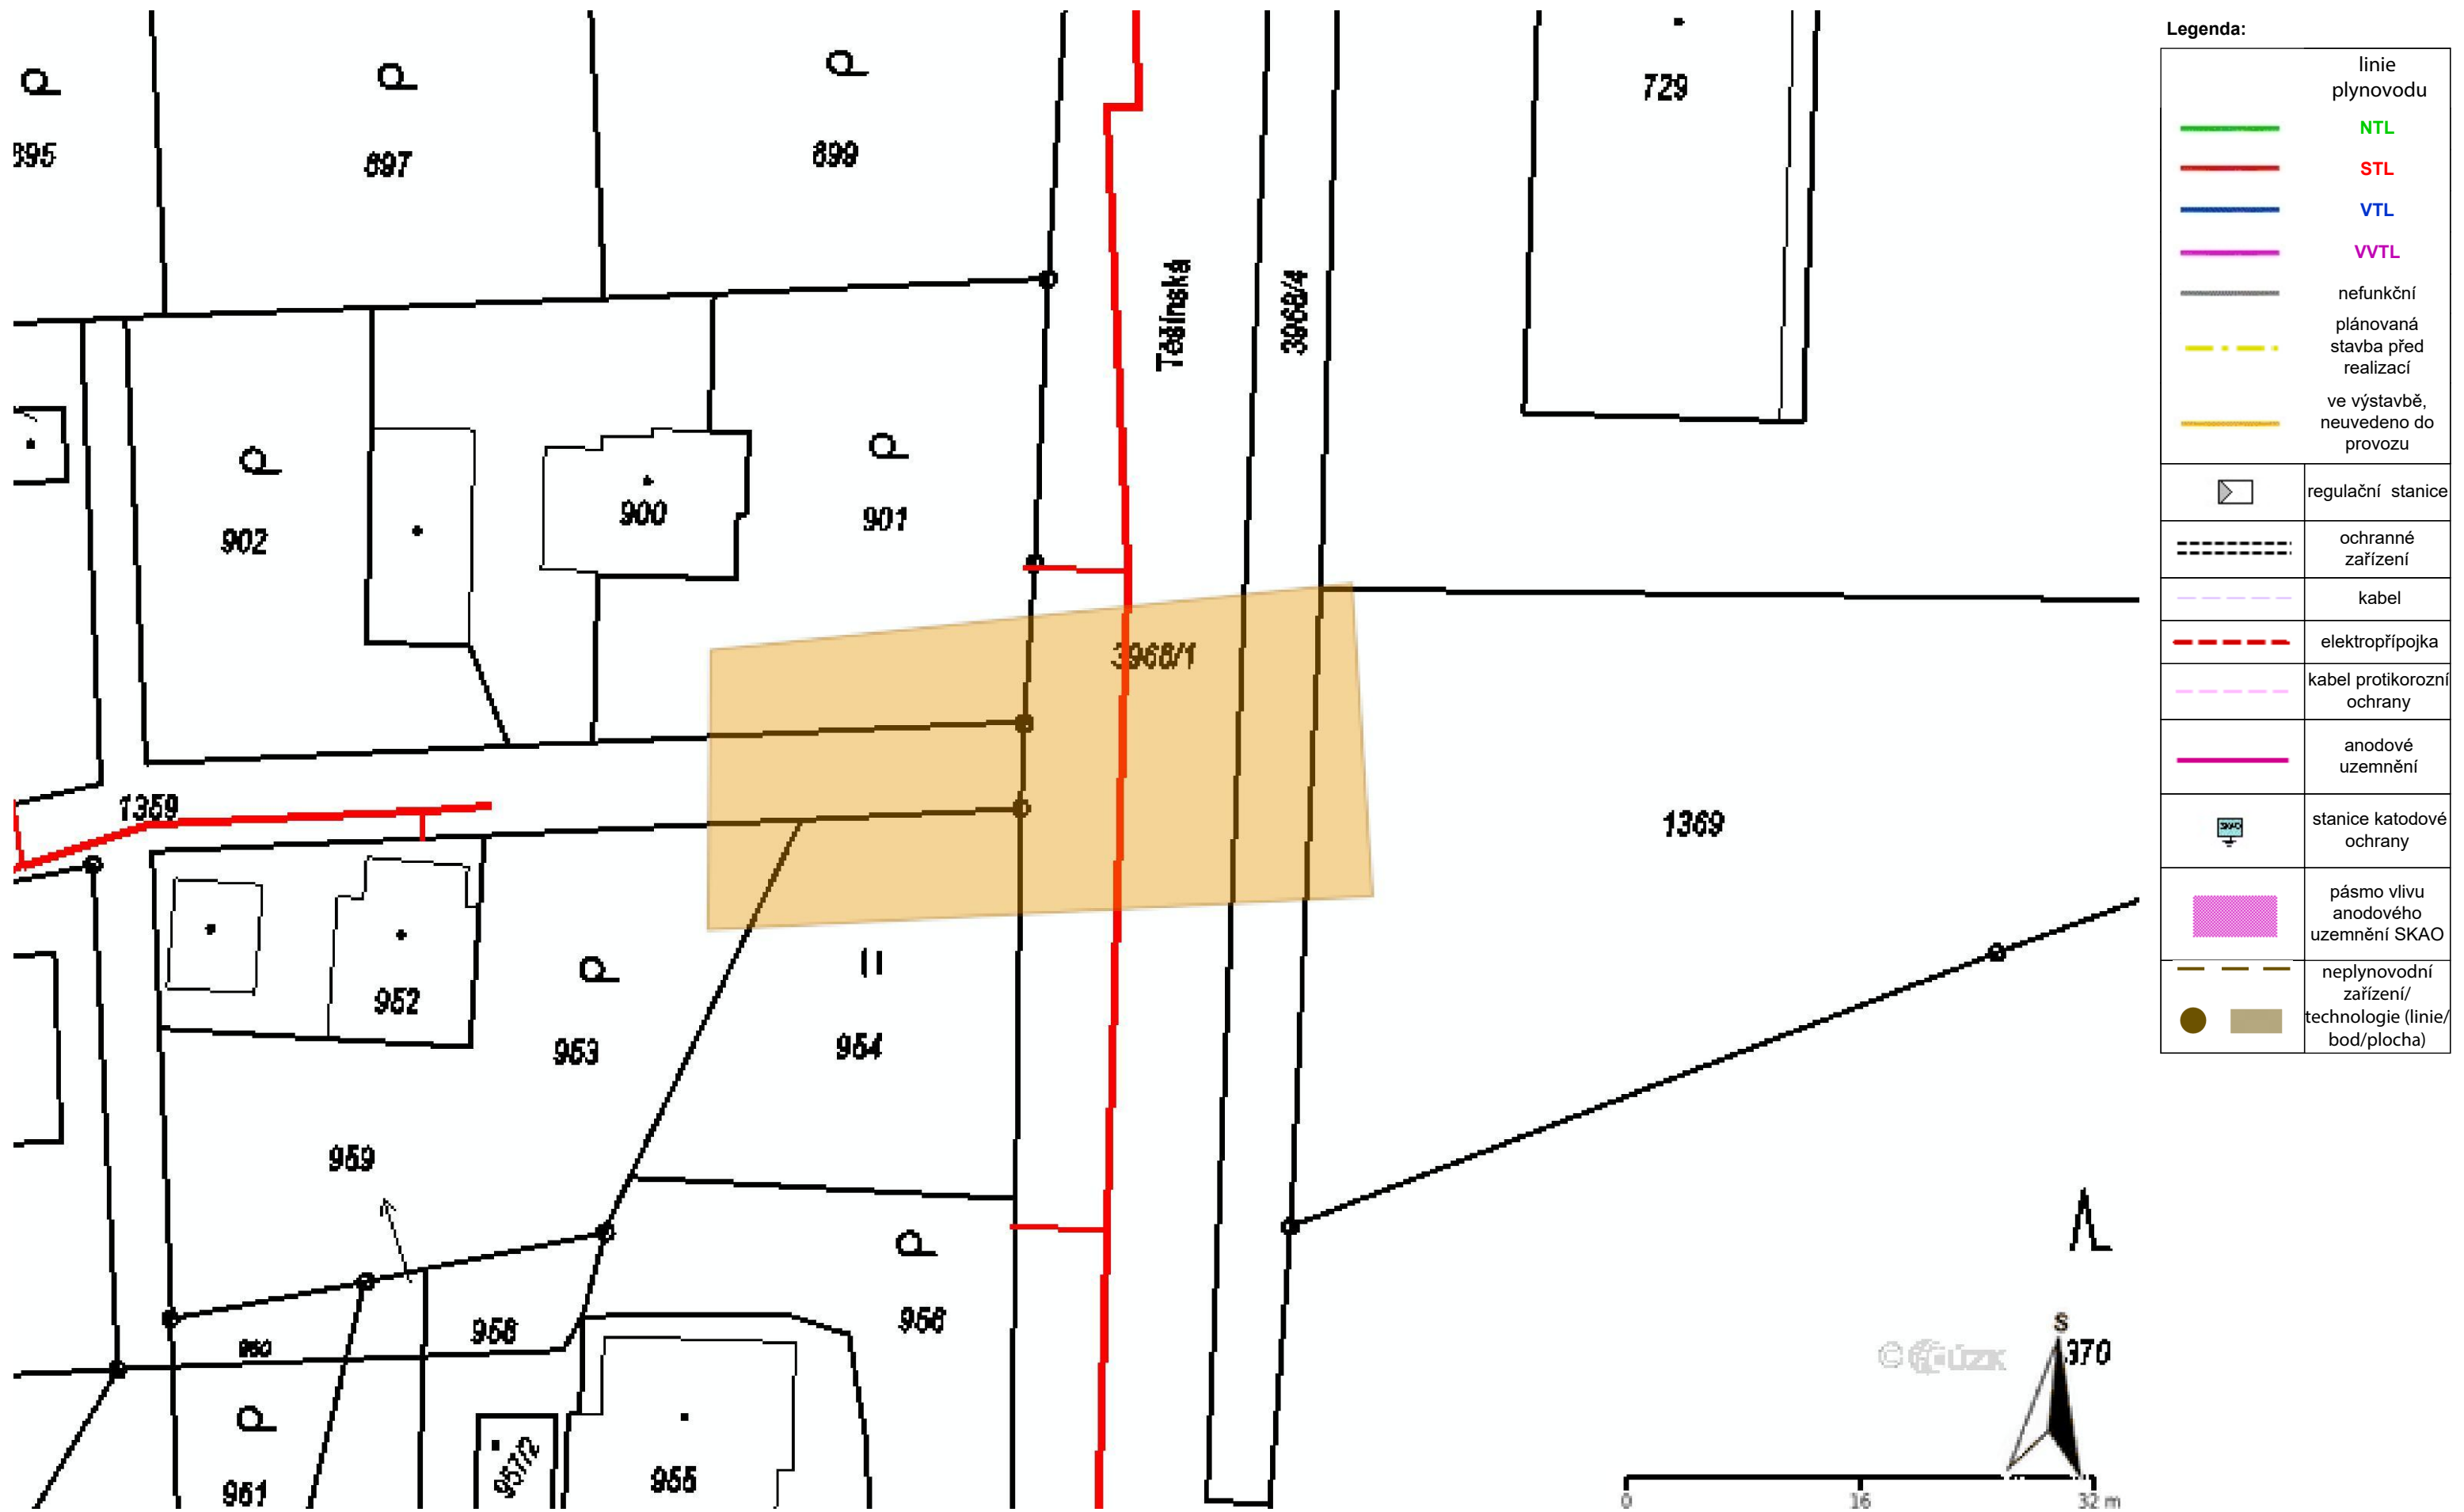 Legenda:
linie
plynovodu
NTL
STL
VTL
VVTL
nefunkční
plánovaná
stavba před
realizací
ve výstavbě,
neuvedeno do
provozu
regulační stanice
ochranné
zařízení
kabel
elektropřípojka
kabel protikorozní
ochrany
anodové
uzemnění
SKAO
stanice katodové
ochrany
pásmo vlivu
anodového
uzemnění SKAO
neplynovodní
zařízení/
technologie (linie/
bod/plocha)
729
897
899
Těšínská
3968/4
900
901
902
3968/1
1359
1369
952
953
954
959
956
958
960
957/2
955
961
S
370
© ČÚZK
0
16
32 m